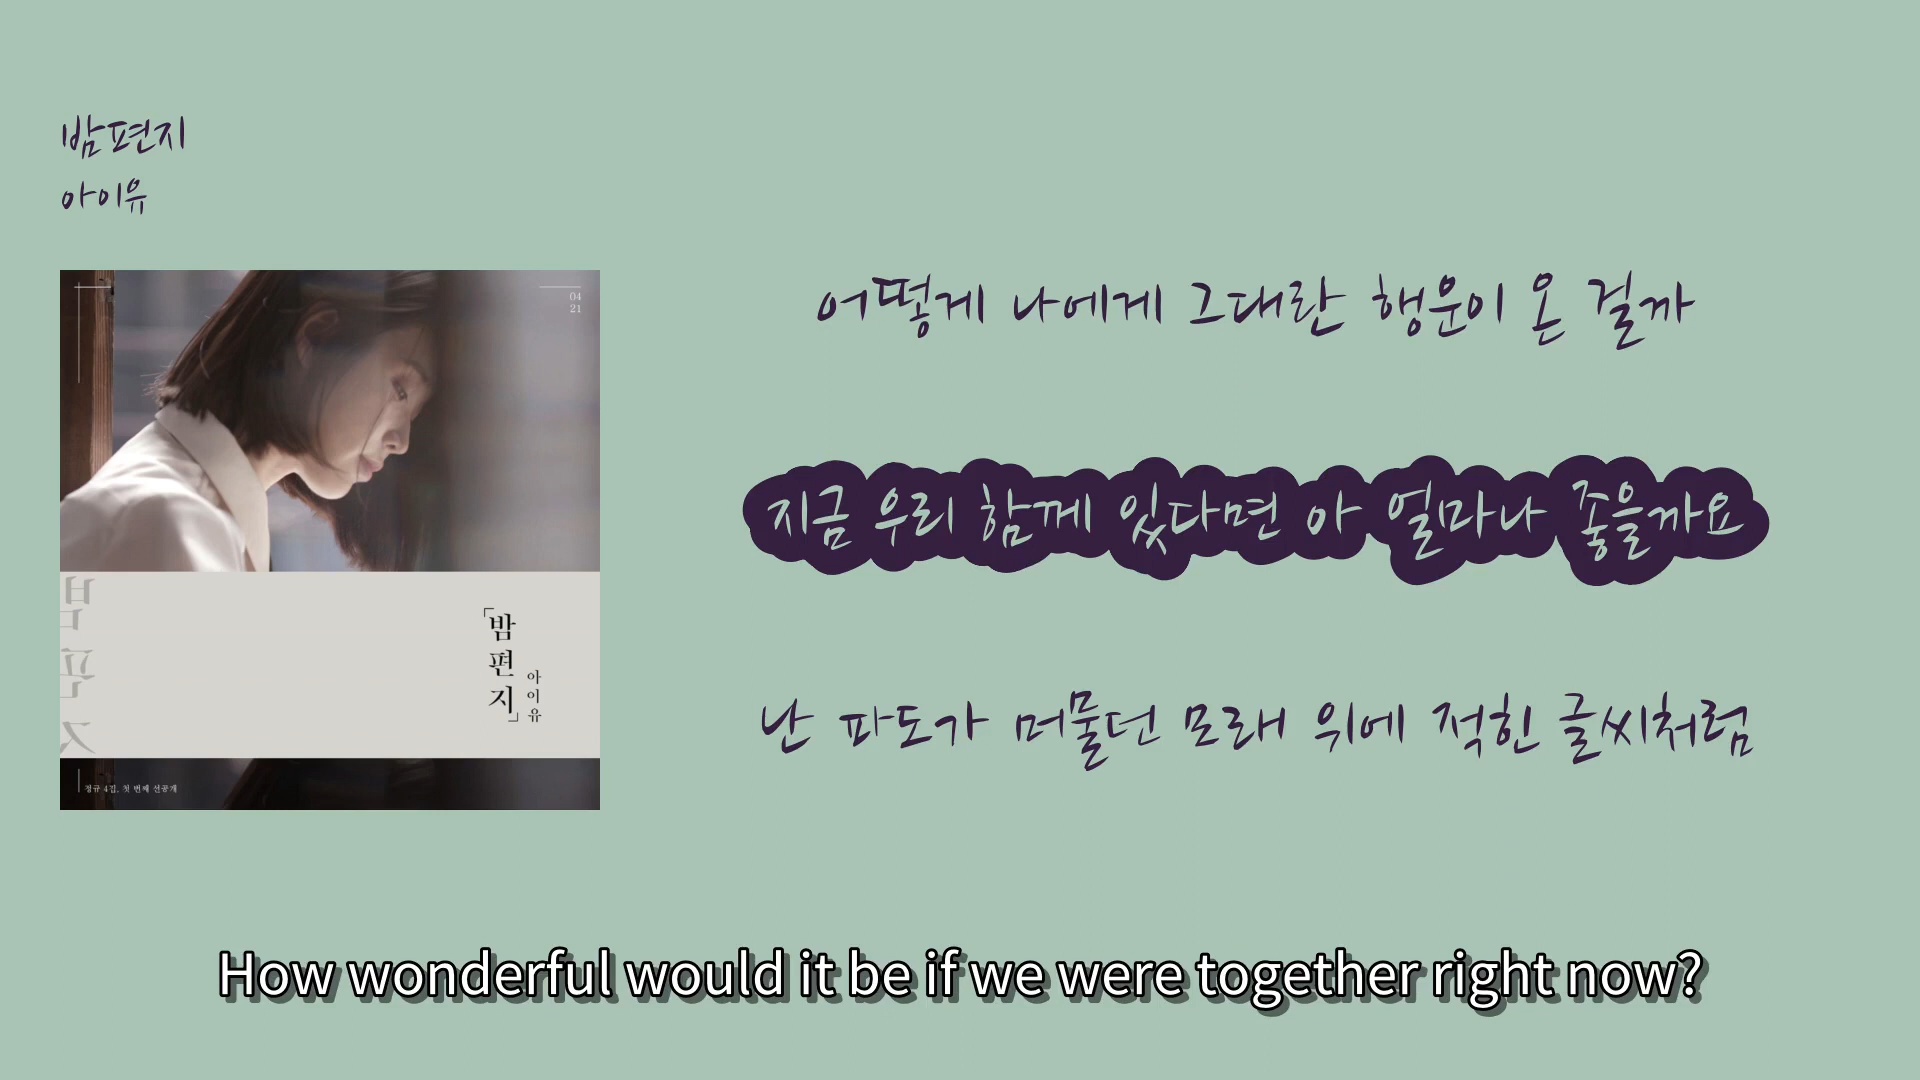 밤편지
아이유
04
21
어떻게 나에게 그대란 행운이 온 걸까
지금 우리 함께 있다면 아 얼마나 좋을까요
난 파도가 머물던 모래 위에 적힌 글씨처럼
「밤편지」
아이유
밤편지
정규 4집, 첫 번째 선공개
How wonderful would it be if we were together right now?